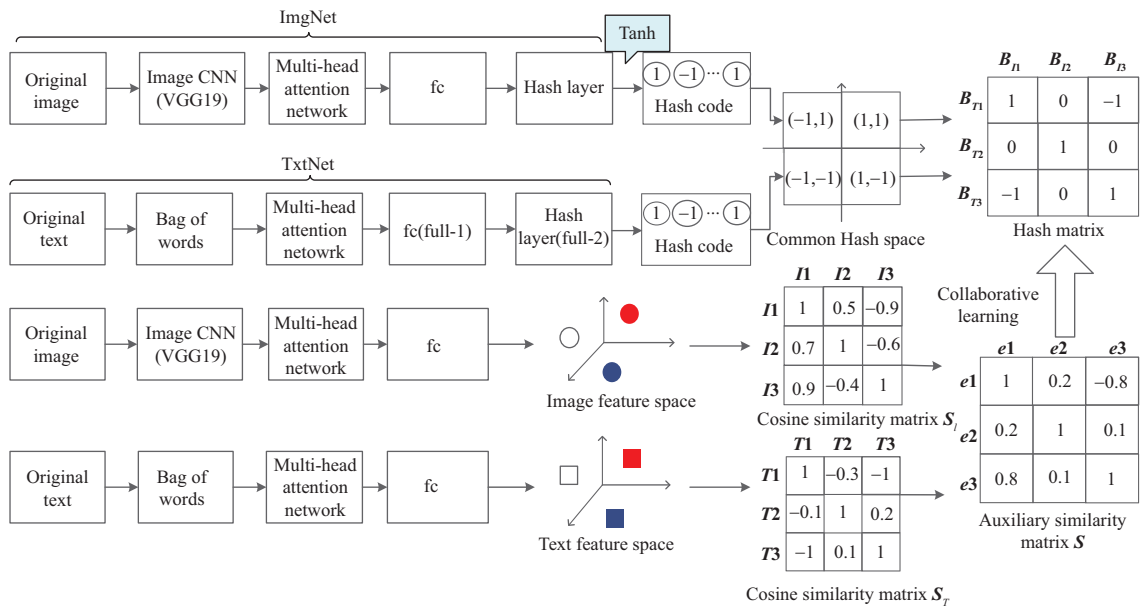 ImgNet
Tanh
Original
image
Image CNN
(VGG19)
Multi-head
attention
network
fc
Hash layer
1 −1 ··· 1
Hash code
TxtNet
Original
text
Bag of
words
Multi-head
attention
netowrk
fc(full-1)
Hash
layer(full-2)
1 −1 ··· 1
Hash code
(−1,1) (1,1)
(−1,−1) (1,−1)
Common Hash space
B_I1 B_I2 B_I3
B_T1 1 0 −1
B_T2 0 1 0
B_T3 −1 0 1
Hash matrix
Original
image
Image CNN
(VGG19)
Multi-head
attention
network
fc
Image feature space
I1 I2 I3
I1 1 0.5 −0.9
I2 0.7 1 −0.6
I3 0.9 −0.4 1
Cosine similarity matrix S_I
Collaborative
learning
Original
text
Bag of
words
Multi-head
attention
network
fc
Text feature space
T1 T2 T3
T1 1 −0.3 −1
T2 −0.1 1 0.2
T3 −1 0.1 1
Cosine similarity matrix S_T
e1 e2 e3
e1 1 0.2 −0.8
e2 0.2 1 0.1
e3 0.8 0.1 1
Auxiliary similarity
matrix S